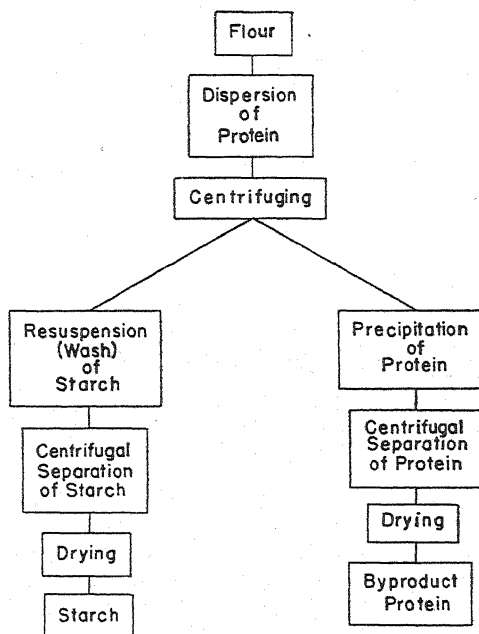 Flour
Dispersion
of
Protein
Centrifuging
Resuspension
(Wash)
of
Starch
Centrifugal
Separation
of Starch
Drying
Starch
Precipitation
of
Protein
Centrifugal
Separation
of Protein
Drying
Byproduct
Protein